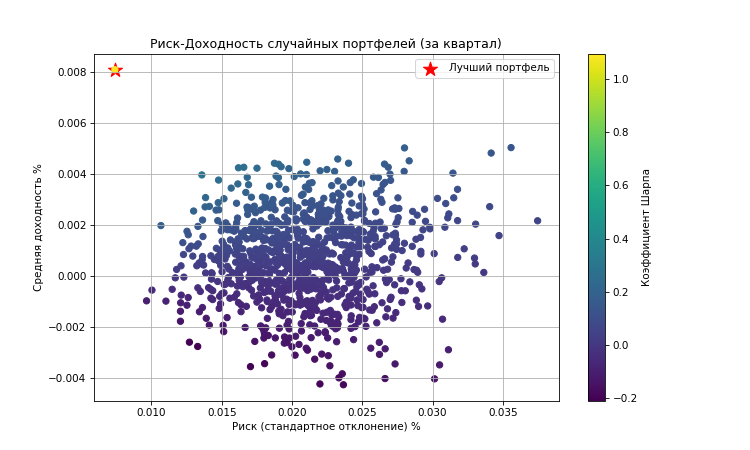 Риск-Доходность случайных портфелей (за квартал)
Лучший портфель
0.008
0.006
0.004
0.002
0.000
−0.002
−0.004
Средняя доходность %
0.010 0.015 0.020 0.025 0.030 0.035
Риск (стандартное отклонение) %
1.0
0.8
0.6
0.4
0.2
0.0
−0.2
Коэффициент Шарпа